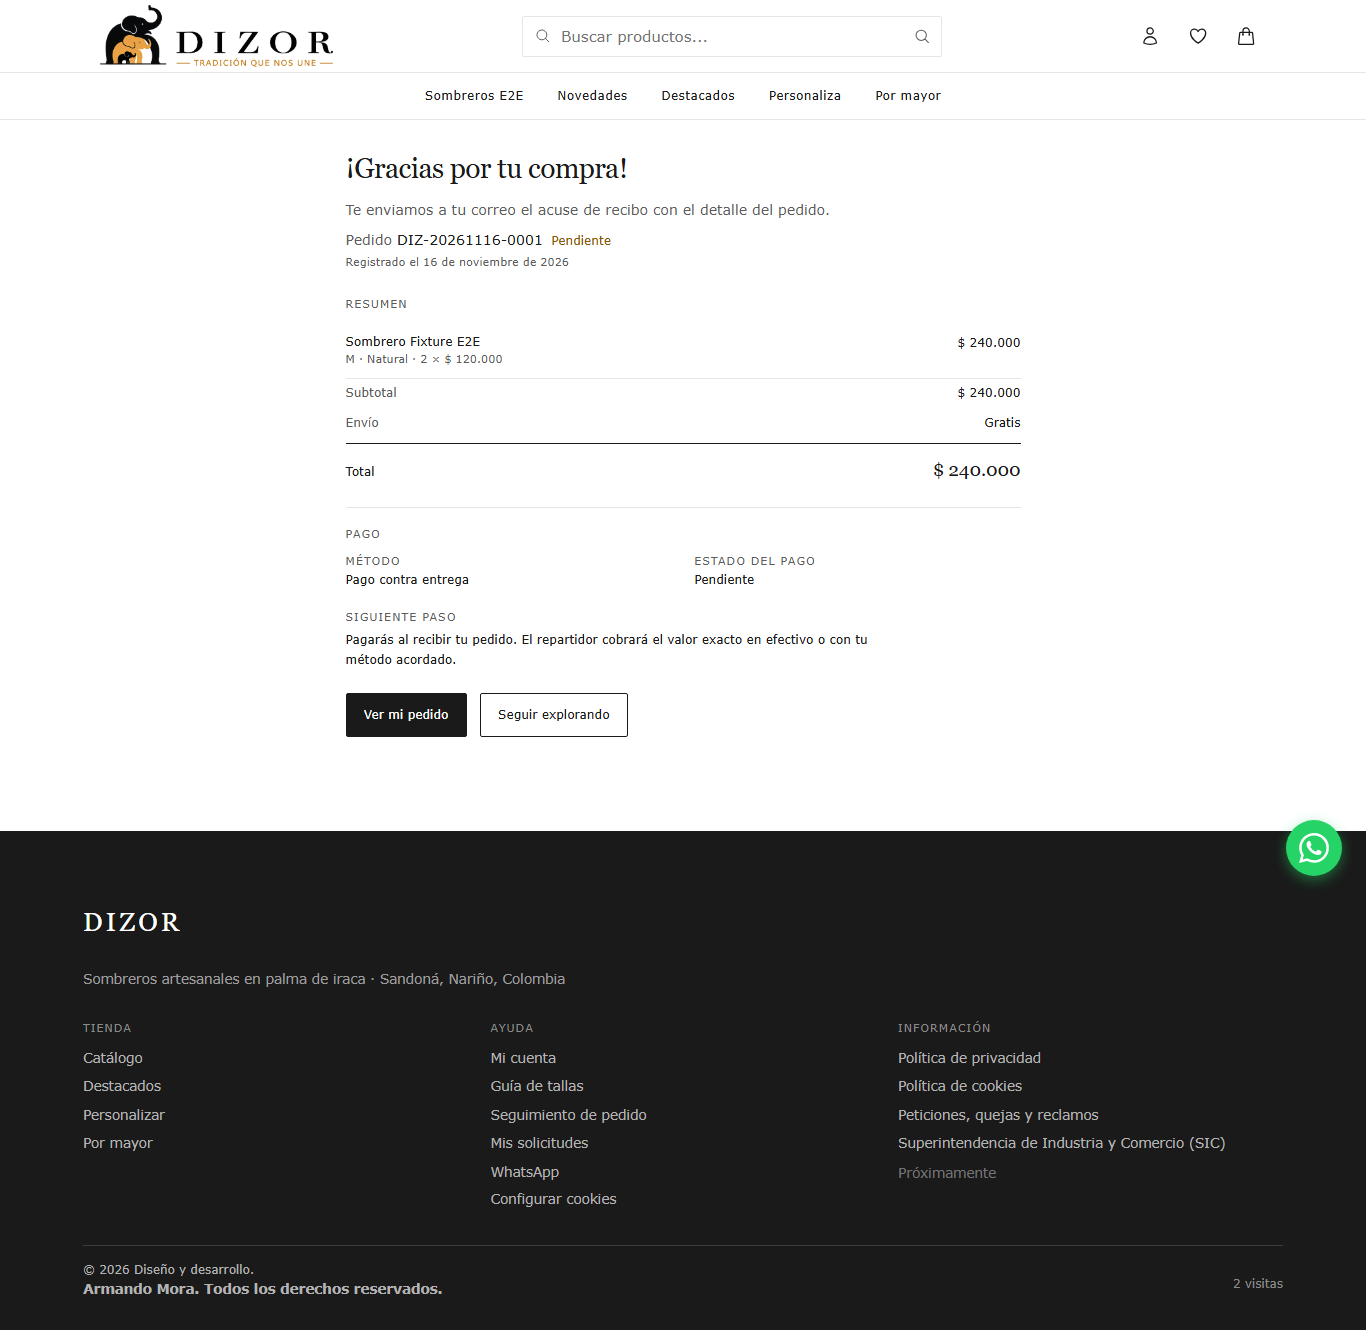 DIZOR
TRADICIÓN QUE NOS UNE
Buscar productos...
Sombreros E2E Novedades Destacados Personaliza Por mayor
¡Gracias por tu compra!
Te enviamos a tu correo el acuse de recibo con el detalle del pedido.
Pedido DIZ-20261116-0001 Pendiente
Registrado el 16 de noviembre de 2026
RESUMEN
Sombrero Fixture E2E $ 240.000
M · Natural · 2 × $ 120.000
Subtotal $ 240.000
Envío Gratis
Total $ 240.000
PAGO
MÉTODO ESTADO DEL PAGO
Pago contra entrega Pendiente
SIGUIENTE PASO
Pagarás al recibir tu pedido. El repartidor cobrará el valor exacto en efectivo o con tu
método acordado.
Ver mi pedido Seguir explorando
DIZOR
Sombreros artesanales en palma de iraca · Sandoná, Nariño, Colombia
TIENDA
Catálogo
Destacados
Personalizar
Por mayor
AYUDA
Mi cuenta
Guía de tallas
Seguimiento de pedido
Mis solicitudes
WhatsApp
Configurar cookies
INFORMACIÓN
Política de privacidad
Política de cookies
Peticiones, quejas y reclamos
Superintendencia de Industria y Comercio (SIC)
Próximamente
© 2026 Diseño y desarrollo.
Armando Mora. Todos los derechos reservados.
2 visitas